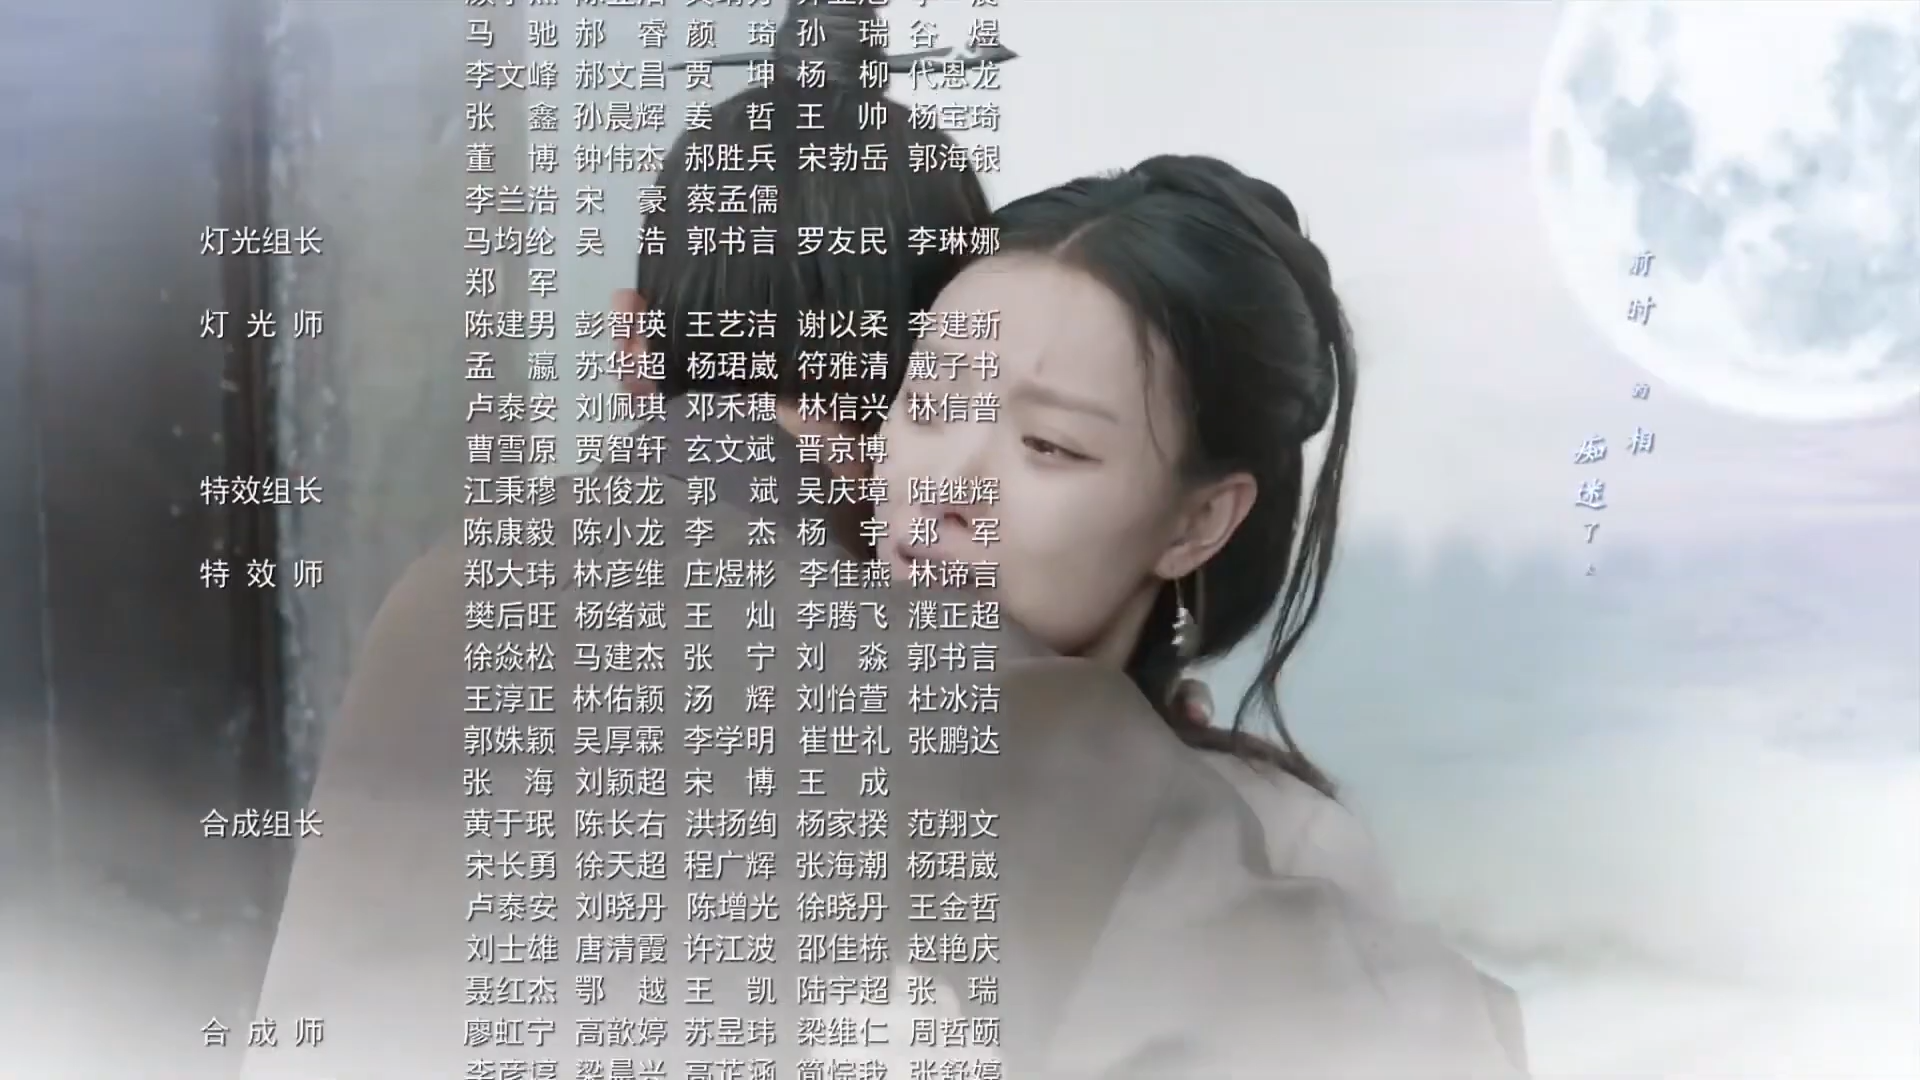 马驰 郝睿 颜琦 孙瑞 谷煜
李文峰 郝文昌 贾坤 杨柳 代恩龙
张鑫 孙晨辉 姜哲 王帅 杨宝琦
董博 钟伟杰 郝胜兵 宋勃岳 郭海银
李兰浩 宋豪 蔡孟儒
灯光组长 马均纶 吴浩 郭书言 罗友民 李琳娜
郑军
灯光师 陈建男 彭智瑛 王艺洁 谢以柔 李建新
孟瀛 苏华超 杨珺崴 符雅清 戴子书
卢泰安 刘佩琪 邓禾穗 林信兴 林信普
曹雪原 贾智轩 玄文斌 晋京博
特效组长 江秉穆 张俊龙 郭斌 吴庆璋 陆继辉
陈康毅 陈小龙 李杰 杨宇 郑军
特效师 郑大玮 林彦维 庄煜彬 李佳燕 林谛言
樊后旺 杨绪斌 王灿 李腾飞 濮正超
徐焱松 马建杰 张宁 刘淼 郭书言
王淳正 林佑颖 汤辉 刘怡萱 杜冰洁
郭姝颖 吴厚霖 李学明 崔世礼 张鹏达
张海 刘颖超 宋博 王成
合成组长 黄于珉 陈长右 洪扬绚 杨家揆 范翔文
宋长勇 徐天超 程广辉 张海潮 杨珺崴
卢泰安 刘晓丹 陈增光 徐晓丹 王金哲
刘士雄 唐清霞 许江波 邵佳栋 赵艳庆
聂红杰 鄂越 王凯 陆宇超 张瑞
合成师 廖虹宁 高歆婷 苏昱玮 梁维仁 周哲颐
时的相
痴迷了